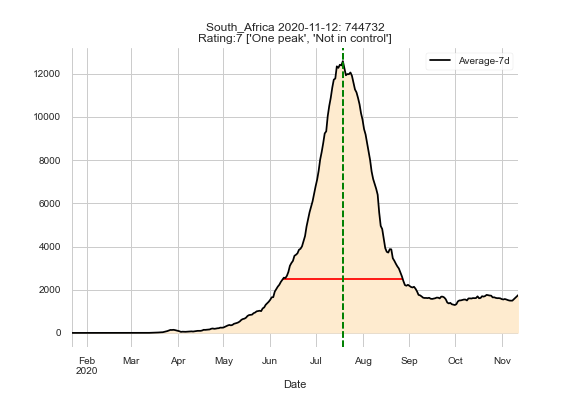 South_Africa 2020-11-12: 744732
Rating:7 ['One peak', 'Not in control']
Average-7d
12000
10000
8000
6000
4000
2000
0
Feb Mar Apr May Jun Jul Aug Sep Oct Nov
2020
Date